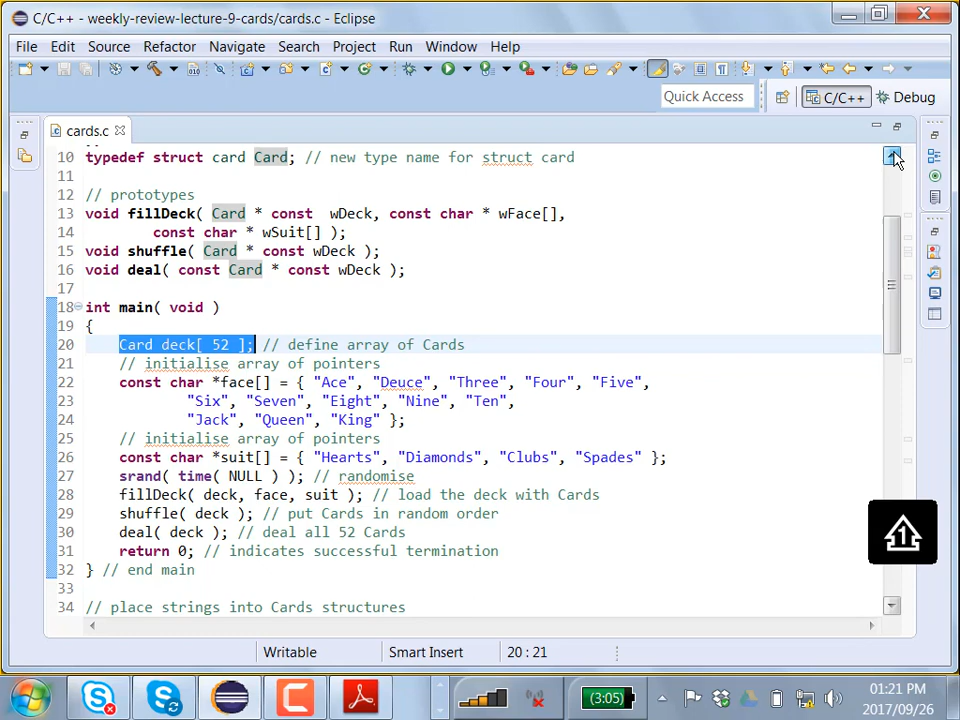 C/C++ - weekly-review-lecture-9-cards/cards.c - Eclipse
File Edit Source Refactor Navigate Search Project Run Window Help
Quick Access C/C++ Debug
cards.c
10 typedef struct card Card; // new type name for struct card
11
12 // prototypes
13 void fillDeck( Card * const  wDeck, const char * wFace[],
14         const char * wSuit[] );
15 void shuffle( Card * const wDeck );
16 void deal( const Card * const wDeck );
17
18 int main( void )
19 {
20     Card deck[ 52 ]; // define array of Cards
21     // initialise array of pointers
22     const char *face[] = { "Ace", "Deuce", "Three", "Four", "Five",
23             "Six", "Seven", "Eight", "Nine", "Ten",
24             "Jack", "Queen", "King" };
25     // initialise array of pointers
26     const char *suit[] = { "Hearts", "Diamonds", "Clubs", "Spades" };
27     srand( time( NULL ) ); // randomise
28     fillDeck( deck, face, suit ); // load the deck with Cards
29     shuffle( deck ); // put Cards in random order
30     deal( deck ); // deal all 52 Cards
31     return 0; // indicates successful termination
32 } // end main
33
34 // place strings into Cards structures
1
Writable Smart Insert 20 : 21
(3:05)
01:21 PM
2017/09/26